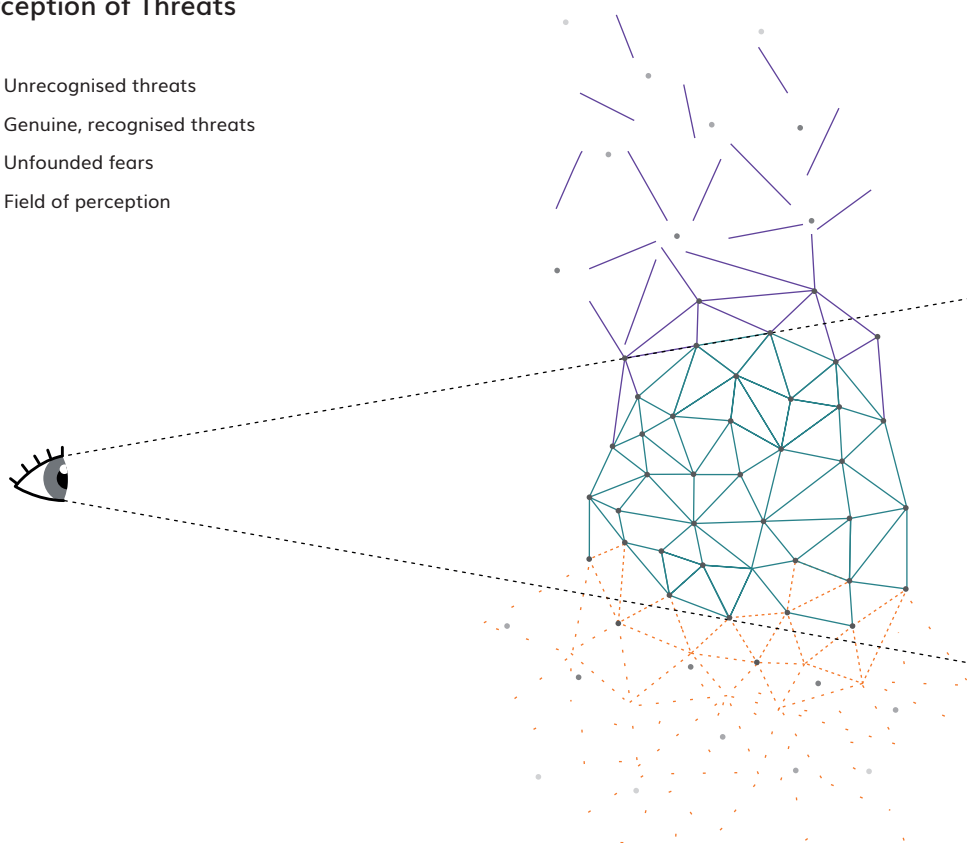 ception of Threats
Unrecognised threats
Genuine, recognised threats
Unfounded fears
Field of perception